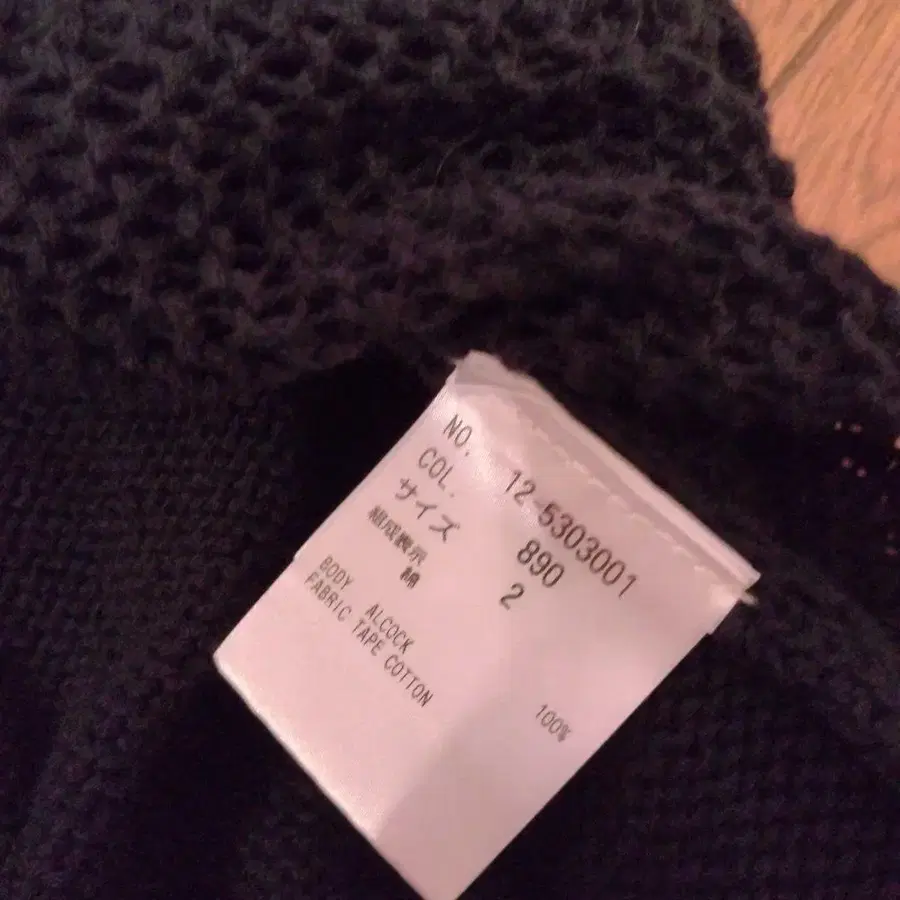 NO. 12-5303001
COL. 890
サイズ 2
組成表示
綿 100%
BODY ALCOCK
FABRIC TAPE COTTON